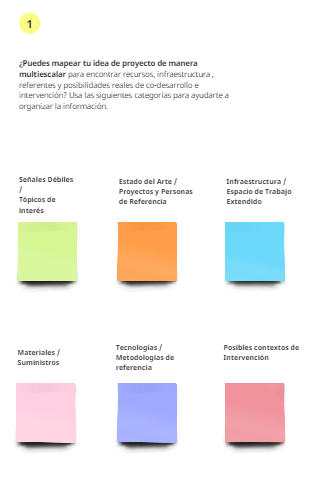 1
¿Puedes mapear tu idea de proyecto de manera
multiescalar para encontrar recursos, infraestructura ,
referentes y posibilidades reales de co-desarrollo e
intervención? Usa las siguientes categorías para ayudarte a
organizar la información.
Señales Débiles
/
Tópicos de
interés
Estado del Arte /
Proyectos y Personas
de Referencia
Infraestructura /
Espacio de Trabajo
Extendido
Materiales /
Suministros
Tecnologías /
Metodologías de
referencia
Posibles contextos de
Intervención